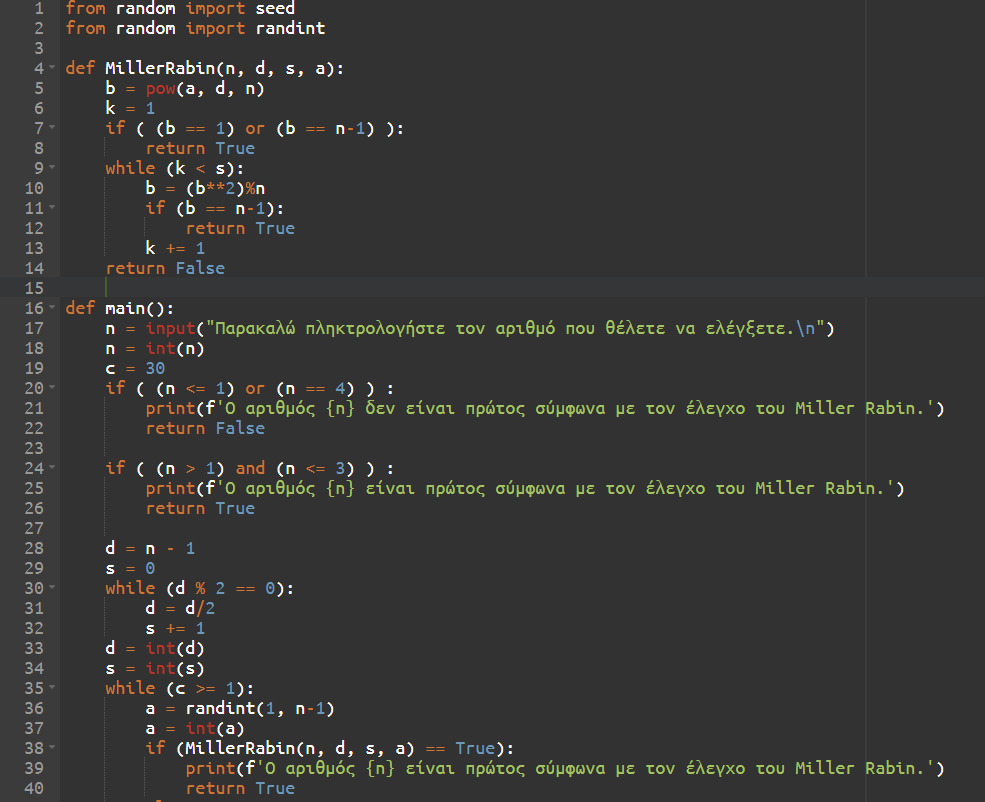 1 from random import seed
2 from random import randint
3
4 def MillerRabin(n, d, s, a):
5     b = pow(a, d, n)
6     k = 1
7     if ( (b == 1) or (b == n-1) ):
8         return True
9     while (k < s):
10         b = (b**2)%n
11         if (b == n-1):
12             return True
13         k += 1
14     return False
15
16 def main():
17     n = input("Παρακαλώ πληκτρολογήστε τον αριθμό που θέλετε να ελέγξετε.\n")
18     n = int(n)
19     c = 30
20     if ( (n <= 1) or (n == 4) ) :
21         print(f'Ο αριθμός {n} δεν είναι πρώτος σύμφωνα με τον έλεγχο του Miller Rabin.')
22         return False
23
24     if ( (n > 1) and (n <= 3) ) :
25         print(f'Ο αριθμός {n} είναι πρώτος σύμφωνα με τον έλεγχο του Miller Rabin.')
26         return True
27
28     d = n - 1
29     s = 0
30     while (d % 2 == 0):
31         d = d/2
32         s += 1
33     d = int(d)
34     s = int(s)
35     while (c >= 1):
36         a = randint(1, n-1)
37         a = int(a)
38         if (MillerRabin(n, d, s, a) == True):
39             print(f'Ο αριθμός {n} είναι πρώτος σύμφωνα με τον έλεγχο του Miller Rabin.')
40             return True